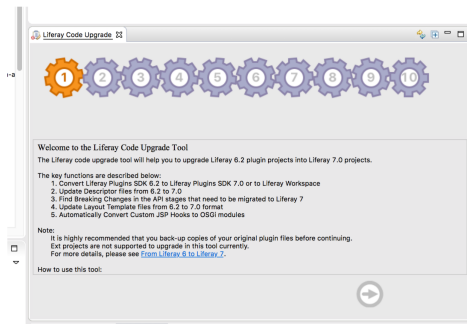 Liferay Code Upgrade
1 2 3 4 5 6 7 8 9 10
Welcome to the Liferay Code Upgrade Tool
The Liferay code upgrade tool will help you to upgrade Liferay 6.2 plugin projects into Liferay 7.0 projects.
The key functions are described below:
1. Convert Liferay Plugins SDK 6.2 to Liferay Plugins SDK 7.0 or to Liferay Workspace
2. Update Descriptor files from 6.2 to 7.0
3. Find Breaking Changes in the API stages that need to be migrated to Liferay 7
4. Update Layout Template files from 6.2 to 7.0 format
5. Automatically Convert Custom JSP Hooks to OSGi modules
Note:
It is highly recommended that you back-up copies of your original plugin files before continuing.
Ext projects are not supported to upgrade in this tool currently.
For more details, please see From Liferay 6 to Liferay 7.
How to use this tool: